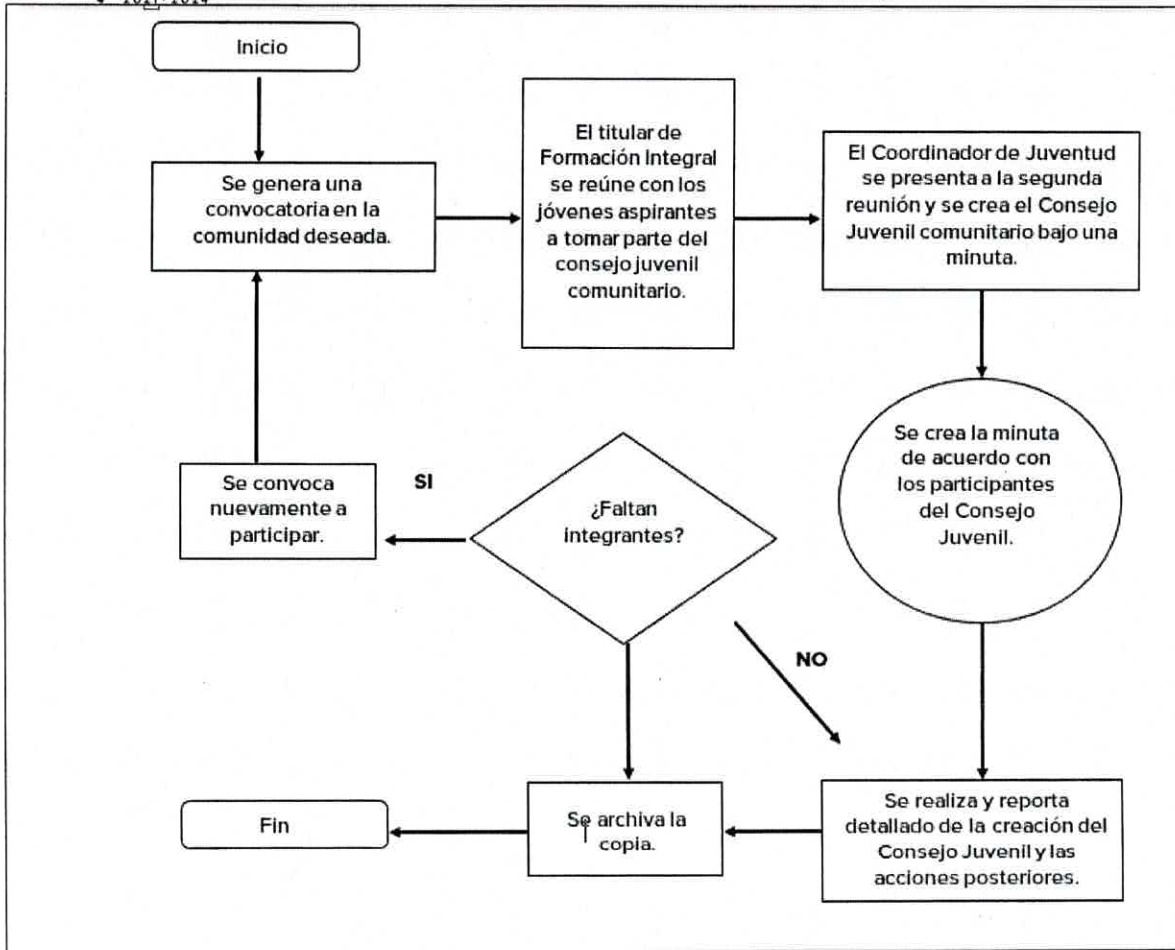 Inicio
Se genera una
convocatoria en la
comunidad deseada.
El titular de
Formación Integral
se reúne con los
jóvenes aspirantes
a tomar parte del
consejo juvenil
comunitario.
El Coordinador de Juventud
se presenta a la segunda
reunión y se crea el Consejo
Juvenil comunitario bajo una
minuta.
Se crea la minuta
de acuerdo con
los participantes
del Consejo
Juvenil.
¿Faltan
integrantes?
SI
Se convoca
nuevamente a
participar.
NO
Se realiza y reporta
detallado de la creación del
Consejo Juvenil y las
acciones posteriores.
Se archiva la
copia.
Fin